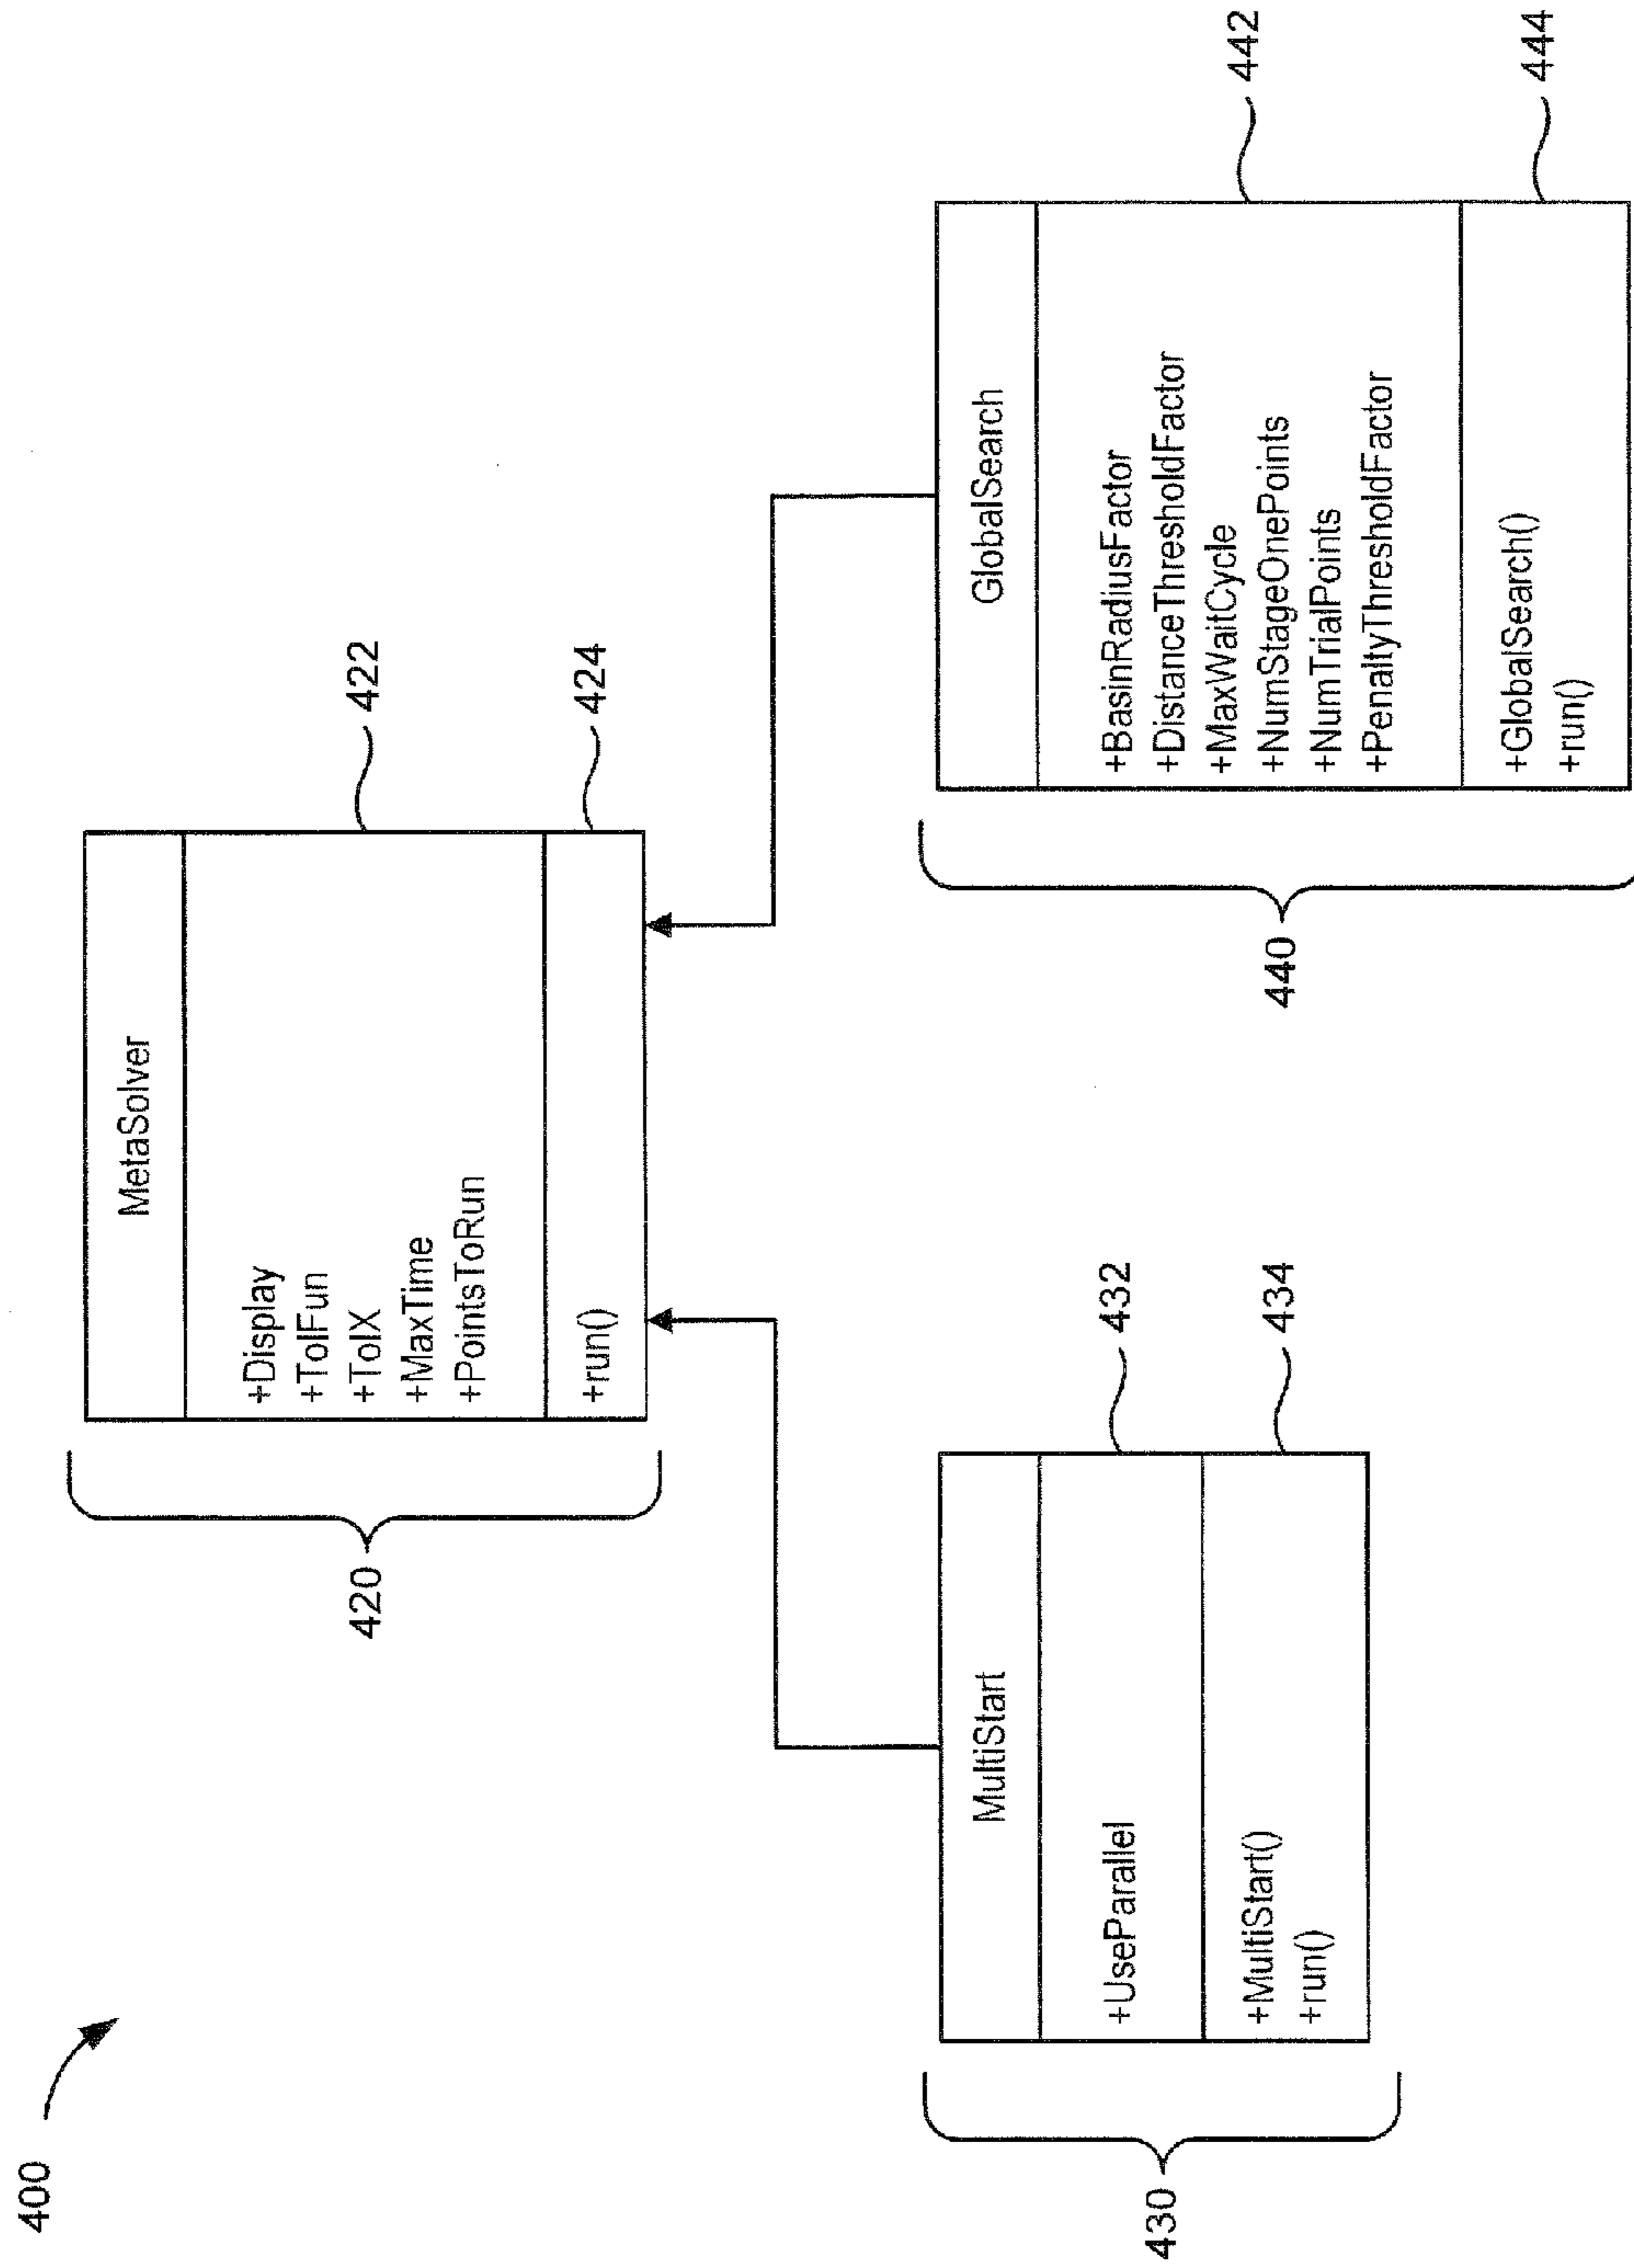 400
MetaSolver
+Display
+TolFun
+TolX
+MaxTime
+PointsToRun
+run()
420
422
424
MultiStart
+UseParallel
+MultiStart()
+run()
430
432
434
GlobalSearch
+BasinRadiusFactor
+DistanceThresholdFactor
+MaxWaitCycle
+NumStageOnePoints
+NumTrialPoints
+PenaltyThresholdFactor
+GlobalSearch()
+run()
440
442
444